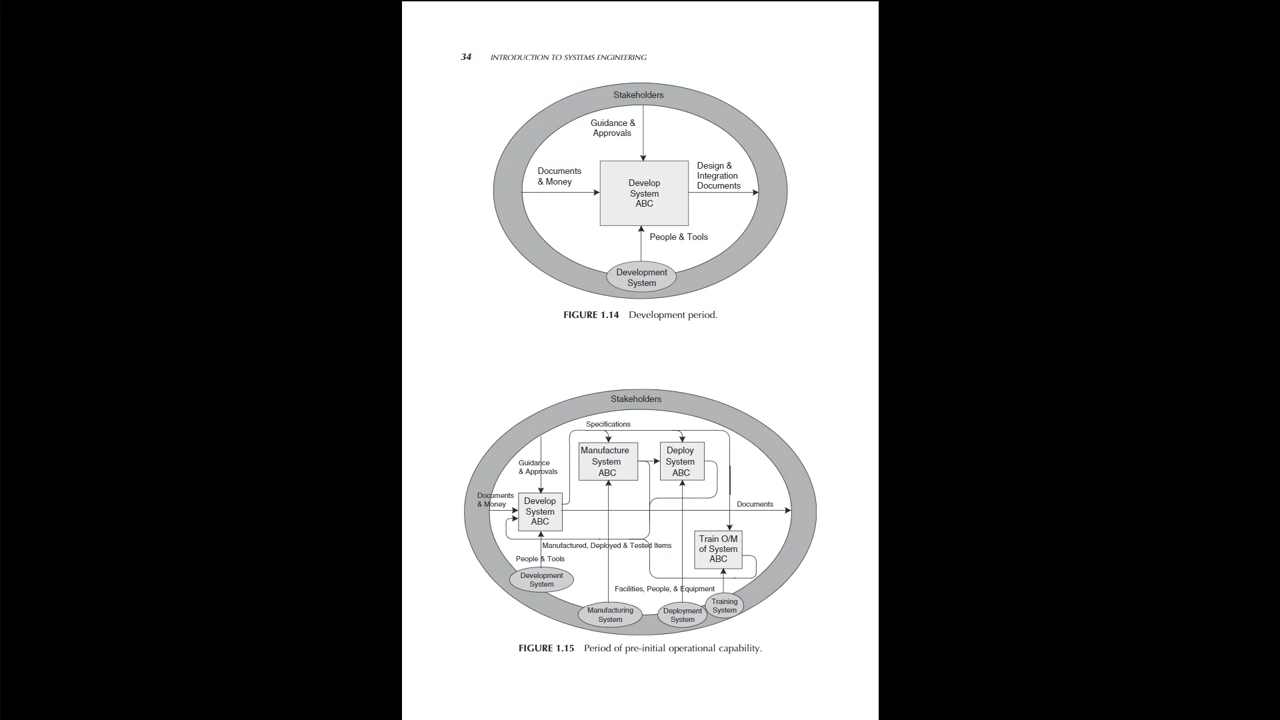 34 INTRODUCTION TO SYSTEMS ENGINEERING
Stakeholders
Guidance &
Approvals
Documents
& Money
Develop
System
ABC
Design &
Integration
Documents
People & Tools
Development
System
FIGURE 1.14 Development period.
Stakeholders
Specifications
Manufacture
System
ABC
Deploy
System
ABC
Guidance
& Approvals
Documents
& Money
Develop
System
ABC
Documents
Train O/M
of System
ABC
Manufactured, Deployed & Tested Items
People & Tools
Development
System
Facilities, People, & Equipment
Manufacturing
System
Deployment
System
Training
System
FIGURE 1.15 Period of pre-initial operational capability.